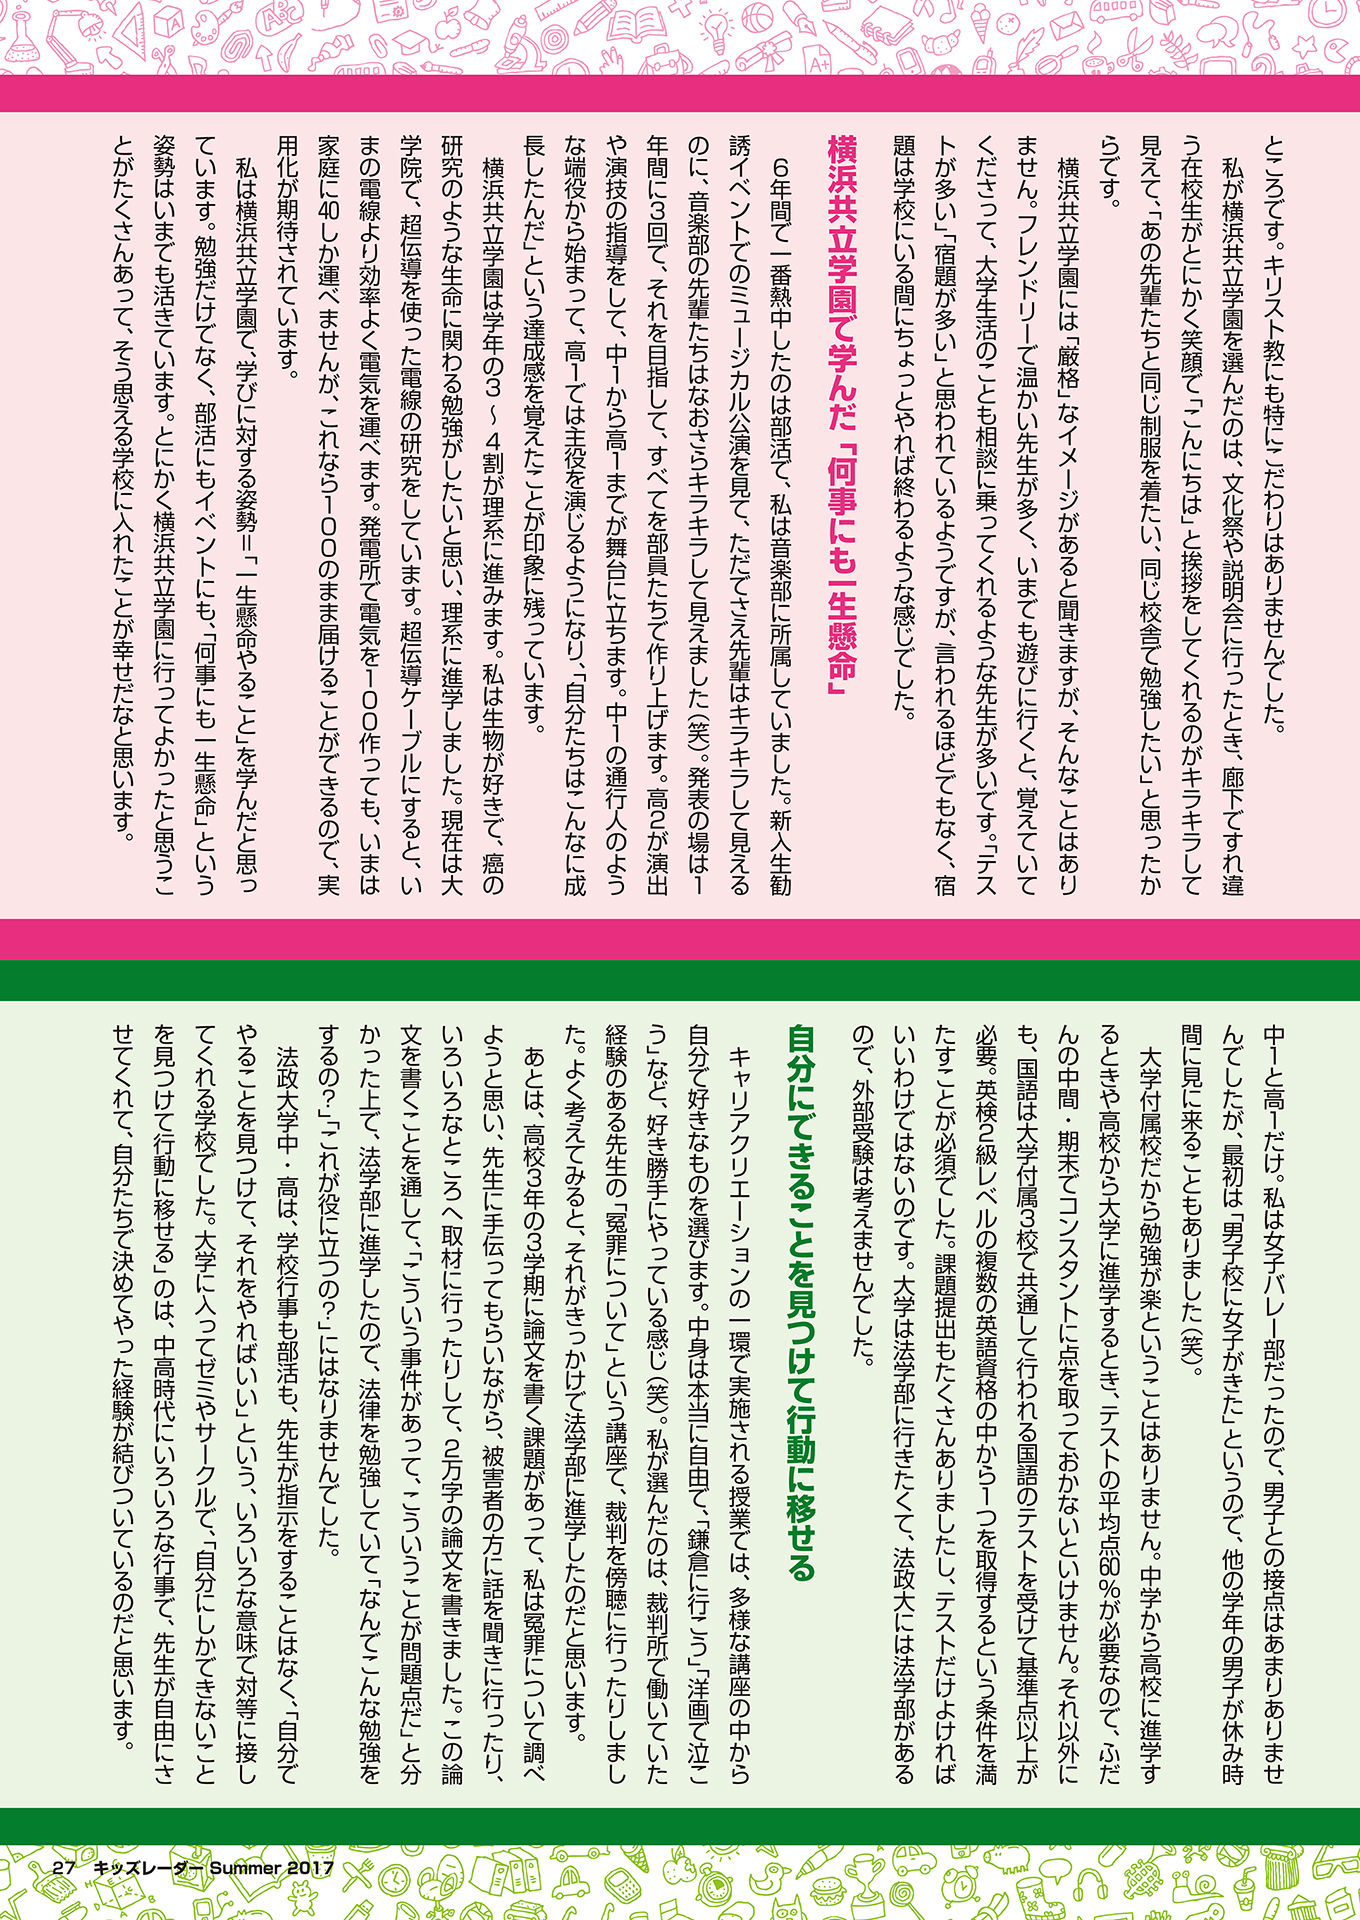 ところです。キリスト教にも特にこだわりはありませんでした。
　私が横浜共立学園を選んだのは、文化祭や説明会に行ったとき、廊下ですれ違
う在校生がとにかく笑顔で「こんにちは」と挨拶をしてくれるのがキラキラして
見えて、「あの先輩たちと同じ制服を着たい、同じ校舎で勉強したい」と思ったか
らです。
　横浜共立学園には「厳格」なイメージがあると聞きますが、そんなことはあり
ません。フレンドリーで温かい先生が多く、いまでも遊びに行くと、覚えていて
くださって、大学生活のことも相談に乗ってくれるような先生が多いです。「テス
トが多い」「宿題が多い」と思われているようですが、言われるほどでもなく、宿
題は学校にいる間にちょっとやれば終わるような感じでした。
横浜共立学園で学んだ「何事にも一生懸命」
　6年間で一番熱中したのは部活で、私は音楽部に所属していました。新入生勧
誘イベントでのミュージカル公演を見て、ただでさえ先輩はキラキラして見える
のに、音楽部の先輩たちはなおさらキラキラして見えました（笑）。発表の場は1
年間に3回で、それを目指して、すべてを部員たちで作り上げます。高2が演出
や演技の指導をして、中1から高1までが舞台に立ちます。中1の通行人のよう
な端役から始まって、高1では主役を演じるようになり、「自分たちはこんなに成
長したんだ」という達成感を覚えたことが印象に残っています。
　横浜共立学園は学年の3～4割が理系に進みます。私は生物が好きで、癌の
研究のような生命に関わる勉強がしたいと思い、理系に進学しました。現在は大
学院で、超伝導を使った電線の研究をしています。超伝導ケーブルにすると、い
まの電線より効率よく電気を運べます。発電所で電気を100作っても、いまは
家庭に40しか運べませんが、これなら100のまま届けることができるので、実
用化が期待されています。
　私は横浜共立学園で、学びに対する姿勢＝「一生懸命やること」を学んだと思っ
ています。勉強だけでなく、部活にもイベントにも、「何事にも一生懸命」という
姿勢はいまでも活きています。とにかく横浜共立学園に行ってよかったと思うこ
とがたくさんあって、そう思える学校に入れたことが幸せだなと思います。
中1と高1だけ。私は女子バレー部だったので、男子との接点はあまりありませ
んでしたが、最初は「男子校に女子がきた」というので、他の学年の男子が休み時
間に見に来ることもありました（笑）。
　大学付属校だから勉強が楽ということはありません。中学から高校に進学す
るときや高校から大学に進学するとき、テストの平均点60％が必要なので、ふだ
んの中間・期末でコンスタントに点を取っておかないといけません。それ以外に
も、国語は大学付属3校で共通して行われる国語のテストを受けて基準点以上が
必要。英検2級レベルの複数の英語資格の中から1つを取得するという条件を満
たすことが必須でした。課題提出もたくさんありましたし、テストだけよければ
いいわけではないのです。大学は法学部に行きたくて、法政大には法学部がある
ので、外部受験は考えませんでした。
自分にできることを見つけて行動に移せる
　キャリアクリエーションの一環で実施される授業では、多様な講座の中から
自分で好きなものを選びます。中身は本当に自由で、「鎌倉に行こう」「洋画で泣こ
う」など、好き勝手にやっている感じ（笑）。私が選んだのは、裁判所で働いていた
経験のある先生の「冤罪について」という講座で、裁判を傍聴に行ったりしまし
た。よく考えてみると、それがきっかけで法学部に進学したのだと思います。
　あとは、高校3年の3学期に論文を書く課題があって、私は冤罪について調べ
ようと思い、先生に手伝ってもらいながら、被害者の方に話を聞きに行ったり、
いろいろなところへ取材に行ったりして、2万字の論文を書きました。この論
文を書くことを通して、「こういう事件があって、こういうことが問題点だ」と分
かった上で、法学部に進学したので、法律を勉強していて「なんでこんな勉強を
するの？」「これが役に立つの？」にはなりませんでした。
　法政大学中・高は、学校行事も部活も、先生が指示をすることはなく、「自分で
やることを見つけて、それをやればいい」という、いろいろな意味で対等に接し
てくれる学校でした。大学に入ってゼミやサークルで、「自分にしかできないこと
を見つけて行動に移せる」のは、中高時代にいろいろな行事で、先生が自由にさ
せてくれて、自分たちで決めてやった経験が結びついているのだと思います。
27　キッズレーダー Summer 2017